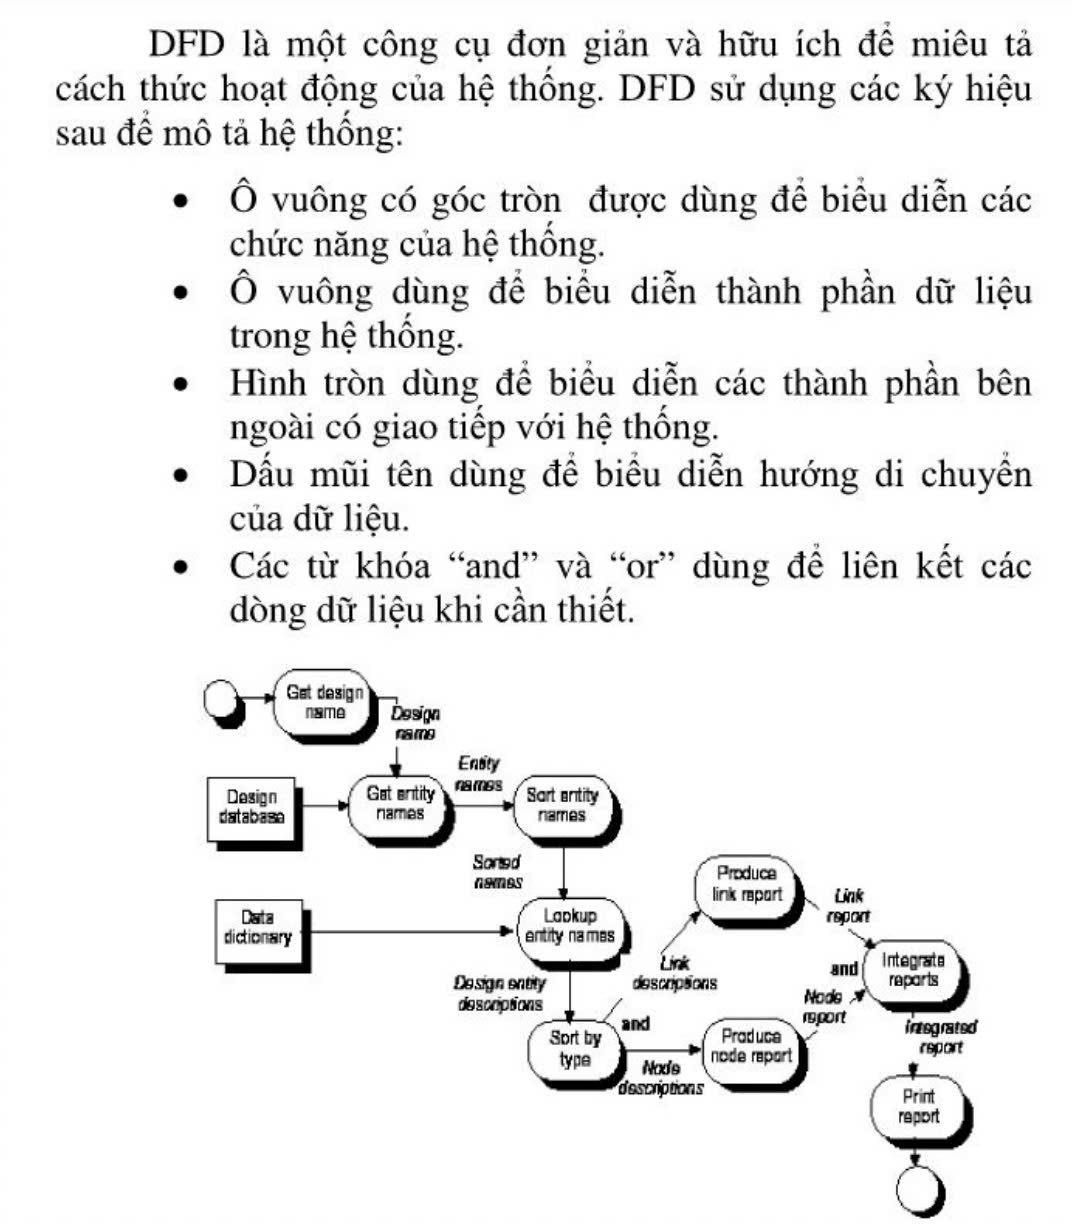 DFD là một công cụ đơn giản và hữu ích để miêu tả
cách thức hoạt động của hệ thống. DFD sử dụng các ký hiệu
sau để mô tả hệ thống:
• Ô vuông có góc tròn được dùng để biểu diễn các
chức năng của hệ thống.
• Ô vuông dùng để biểu diễn thành phần dữ liệu
trong hệ thống.
• Hình tròn dùng để biểu diễn các thành phần bên
ngoài có giao tiếp với hệ thống.
• Dấu mũi tên dùng để biểu diễn hướng di chuyển
của dữ liệu.
• Các từ khóa “and” và “or” dùng để liên kết các
dòng dữ liệu khi cần thiết.
Get design
name
Design
name
Design
database
Get entity
names
Entity
names
Sort entity
names
Sorted
names
Data
dictionary
Lookup
entity names
Design entity
descriptions
Sort by
type
Link
descriptions
and
Node
descriptions
Produce
link report
Produce
node report
Link
report
and
Node
report
Integrate
reports
integrated
report
Print
report